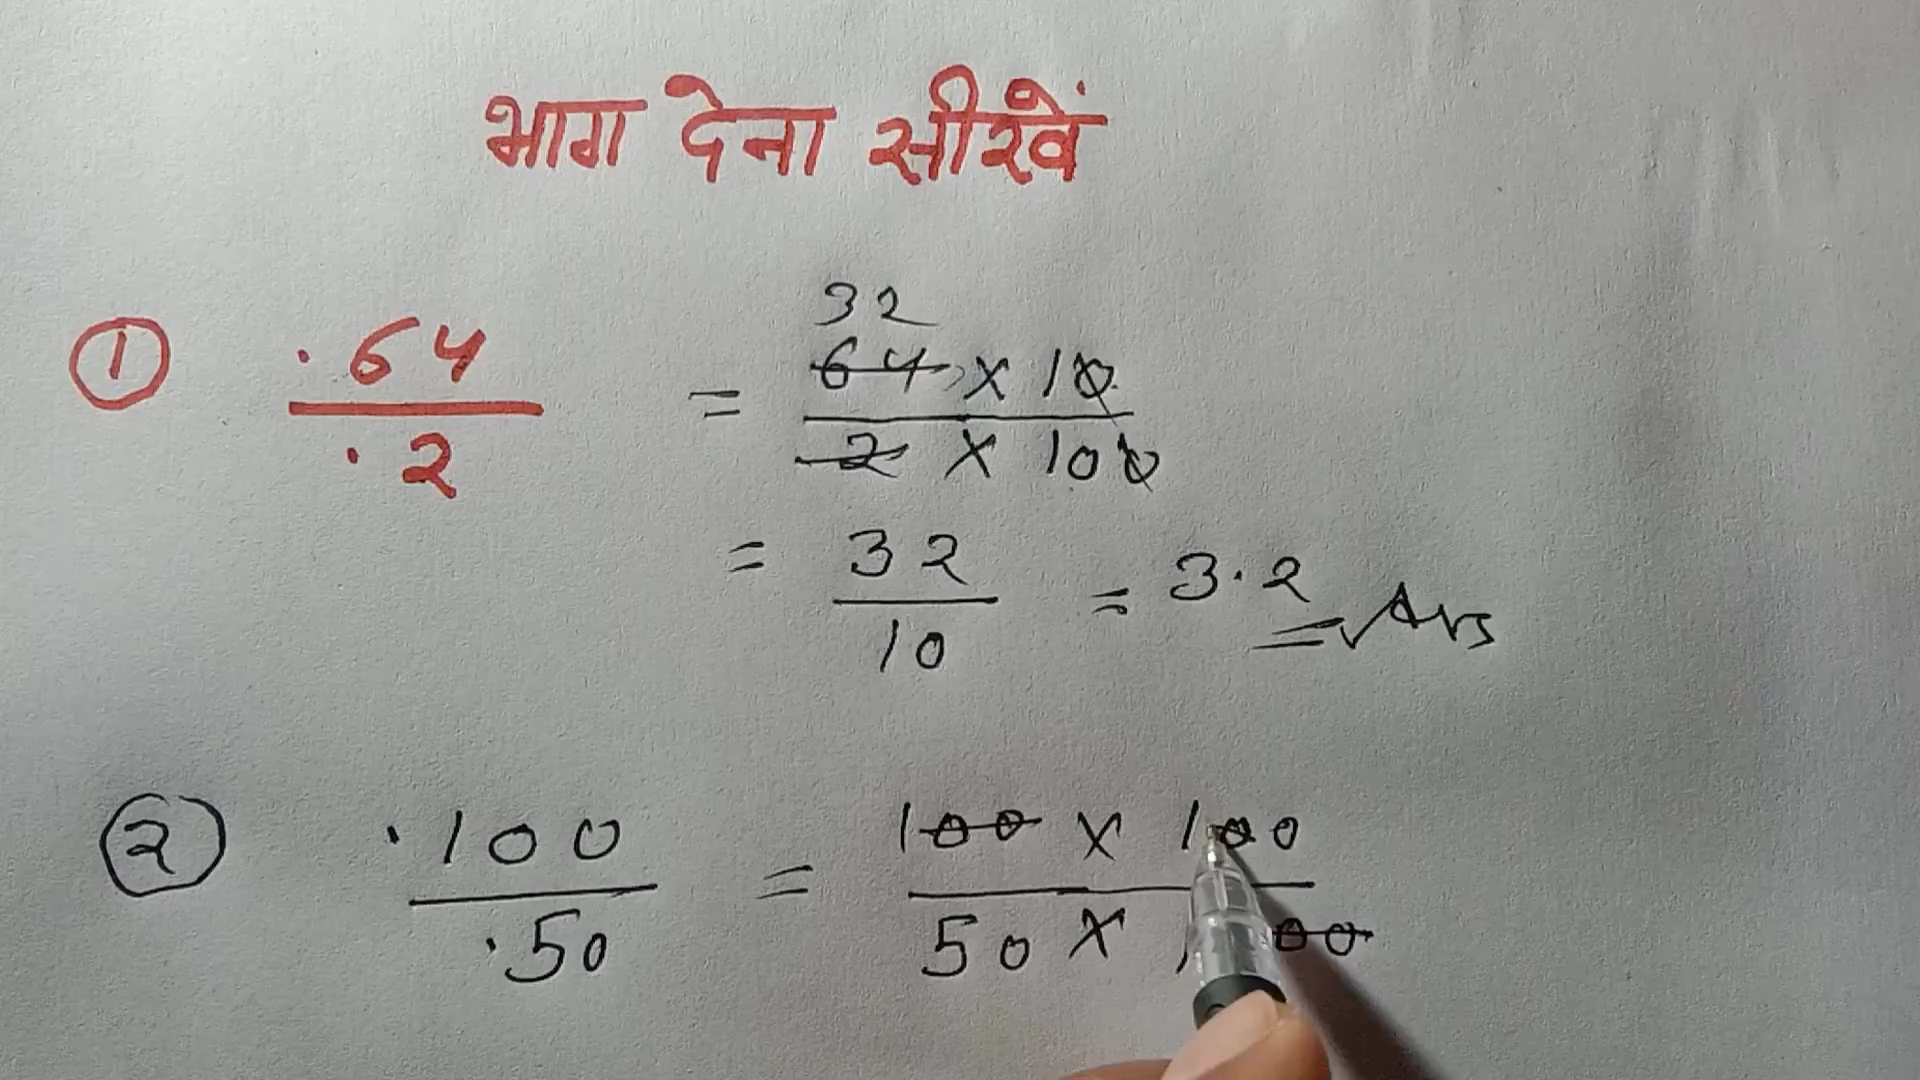 भाग देना सीखें
① .64 / .2 = 32 64 x 10 / 2 x 100
= 32 / 10 = 3.2 Ans
② .100 / .50 = 100 x 100 / 50 x 00